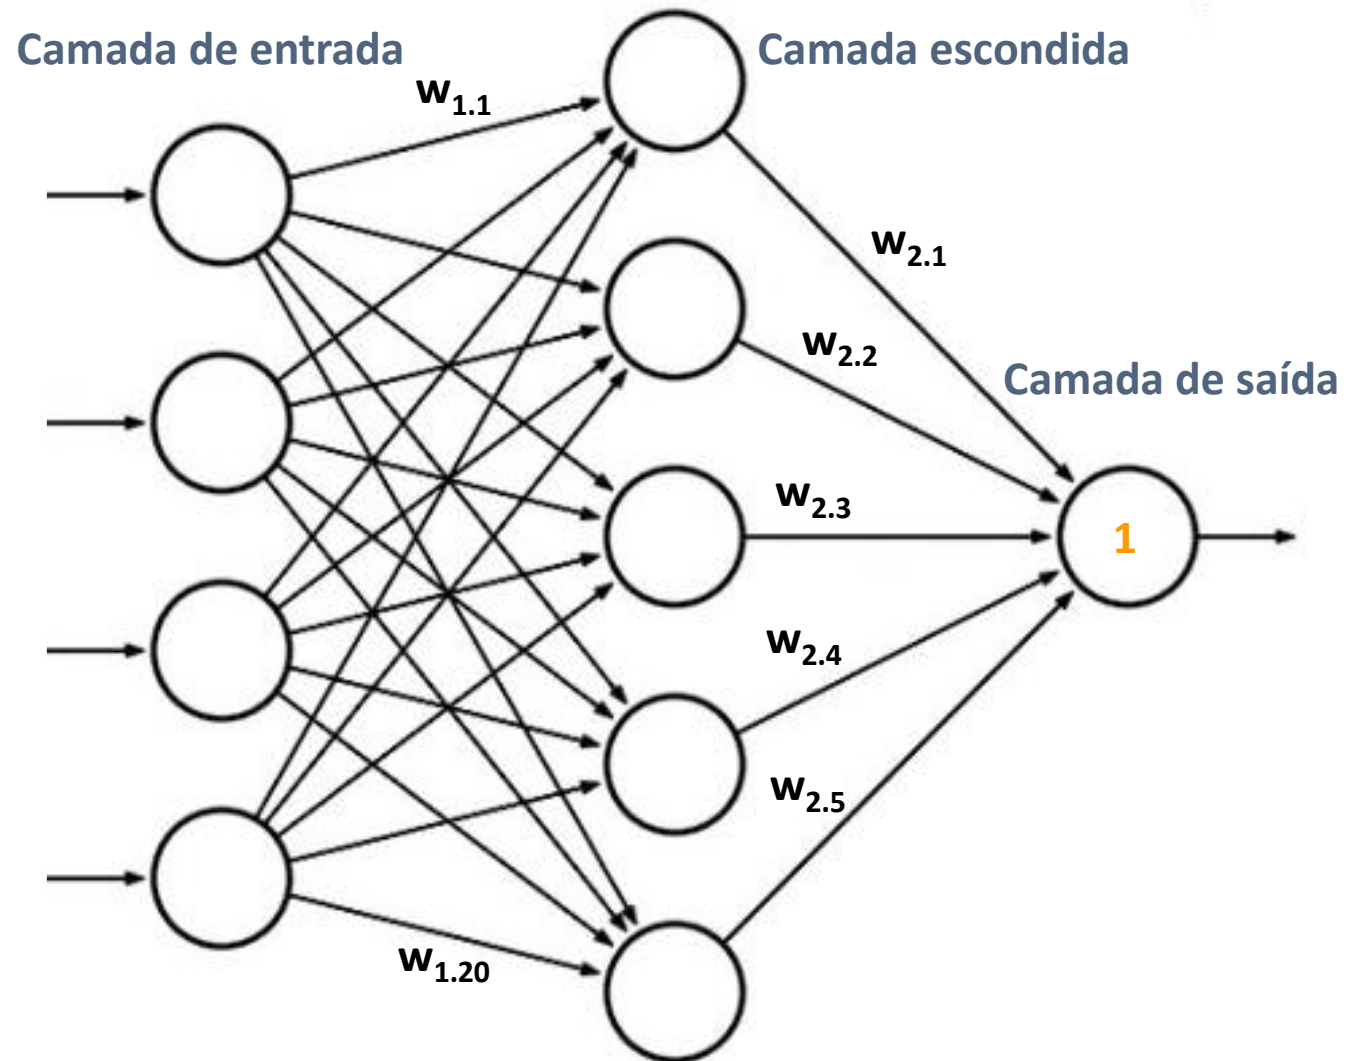 Camada de entrada
Camada escondida
w1.1
w2.1
w2.2
Camada de saída
w2.3
1
w2.4
w2.5
w1.20